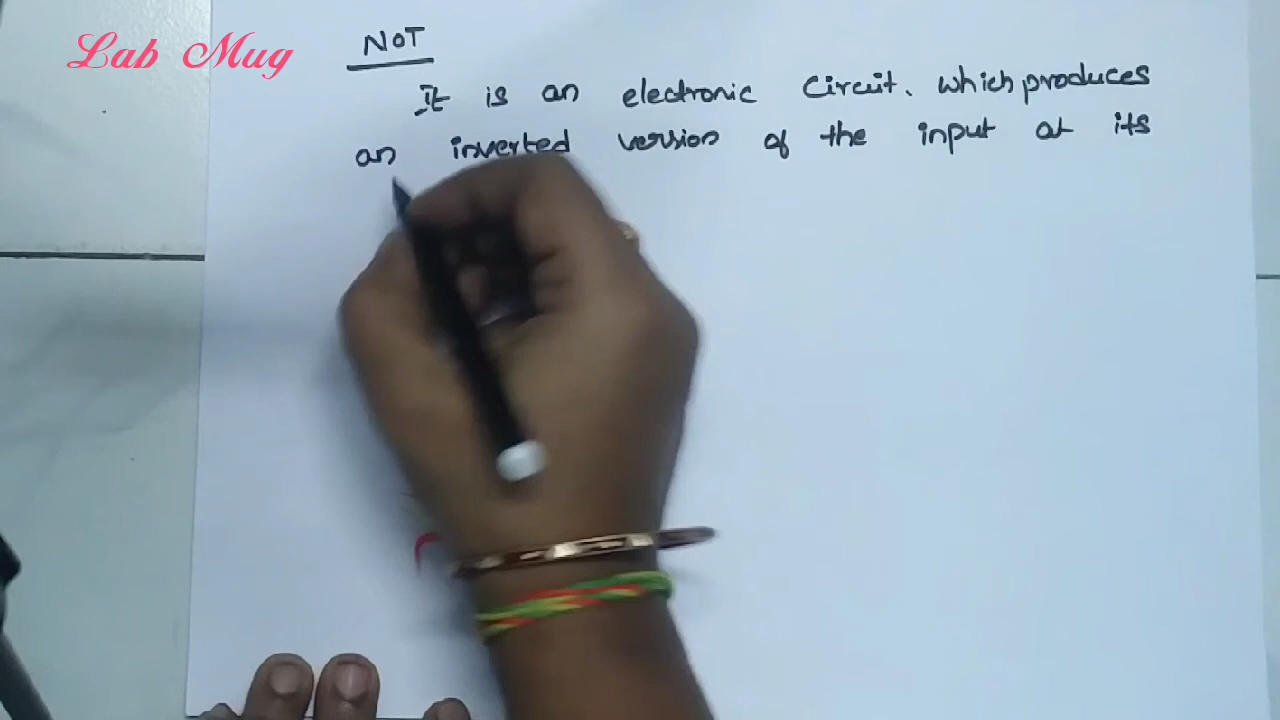 Lab Mug
NOT
It is an electronic circuit. which produces
an inverted version of the input at its